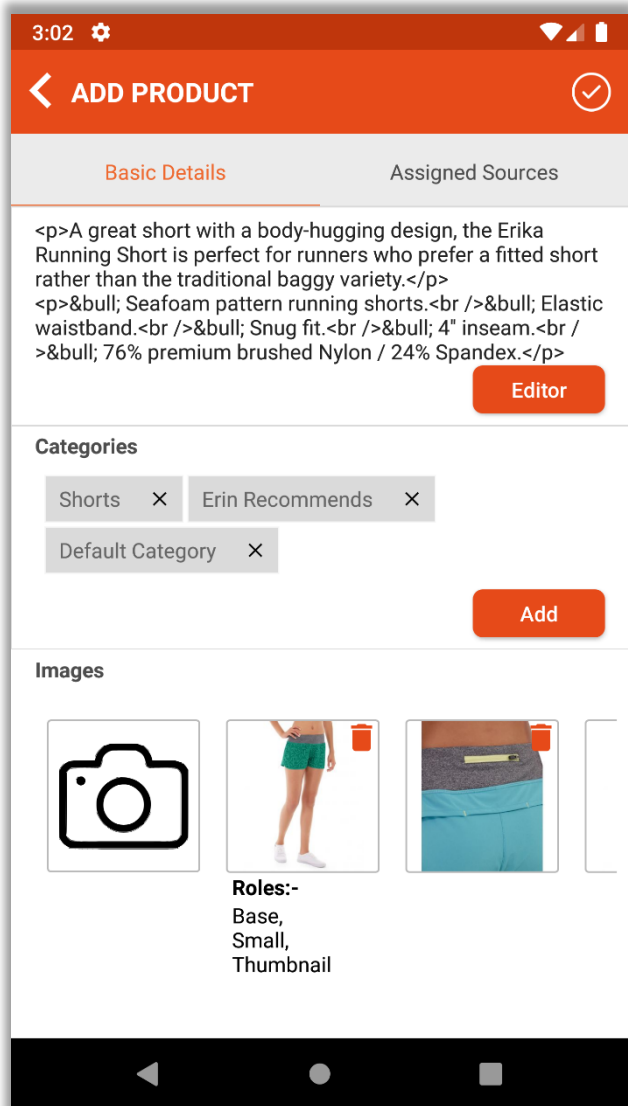 3:02
ADD PRODUCT
Basic Details
Assigned Sources
<p>A great short with a body-hugging design, the Erika
Running Short is perfect for runners who prefer a fitted short
rather than the traditional baggy variety.</p>
<p>&bull; Seafoam pattern running shorts.<br />&bull; Elastic
waistband.<br />&bull; Snug fit.<br />&bull; 4" inseam.<br /
>&bull; 76% premium brushed Nylon / 24% Spandex.</p>
Editor
Categories
Shorts ×
Erin Recommends ×
Default Category ×
Add
Images
Roles:-
Base,
Small,
Thumbnail